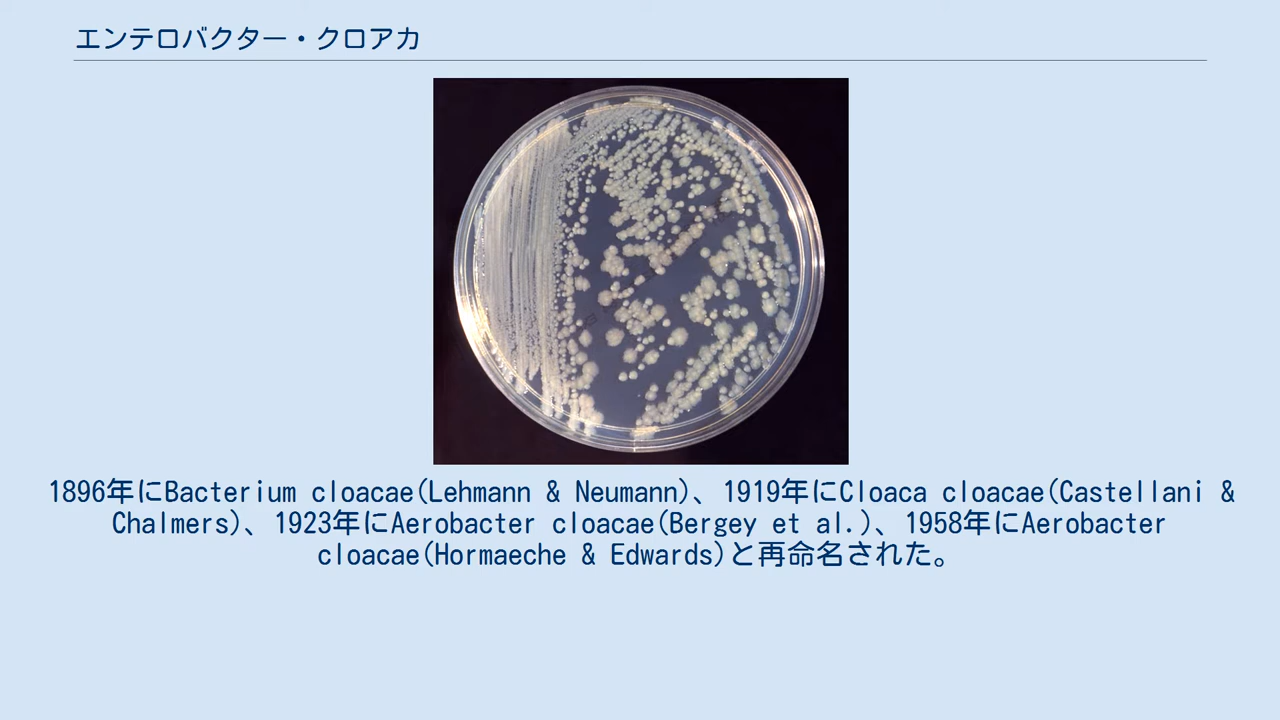 エンテロバクター・クロアカ
1896年にBacterium cloacae(Lehmann & Neumann)、1919年にCloaca cloacae(Castellani &
Chalmers)、1923年にAerobacter cloacae(Bergey et al.)、1958年にAerobacter
cloacae(Hormaeche & Edwards)と再命名された。